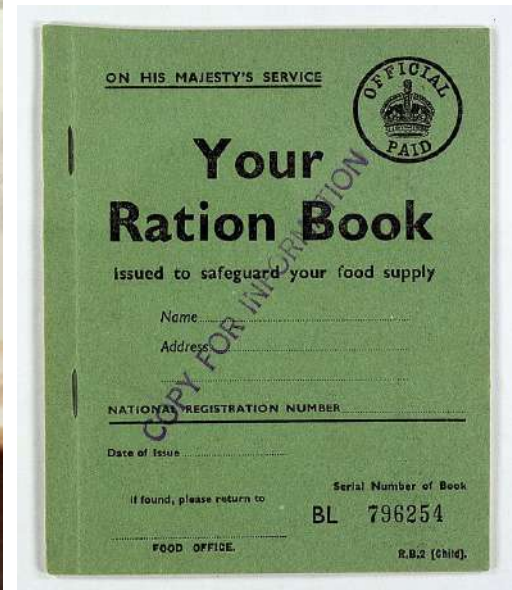 ON HIS MAJESTY'S SERVICE
OFFICIAL
PAID
Your
Ration Book
Issued to safeguard your food supply
Name
Address
NATIONAL REGISTRATION NUMBER
Date of Issue
If found, please return to
FOOD OFFICE.
Serial Number of Book
BL 796254
R.B.2 [Child].
COPY FOR INFORMATION